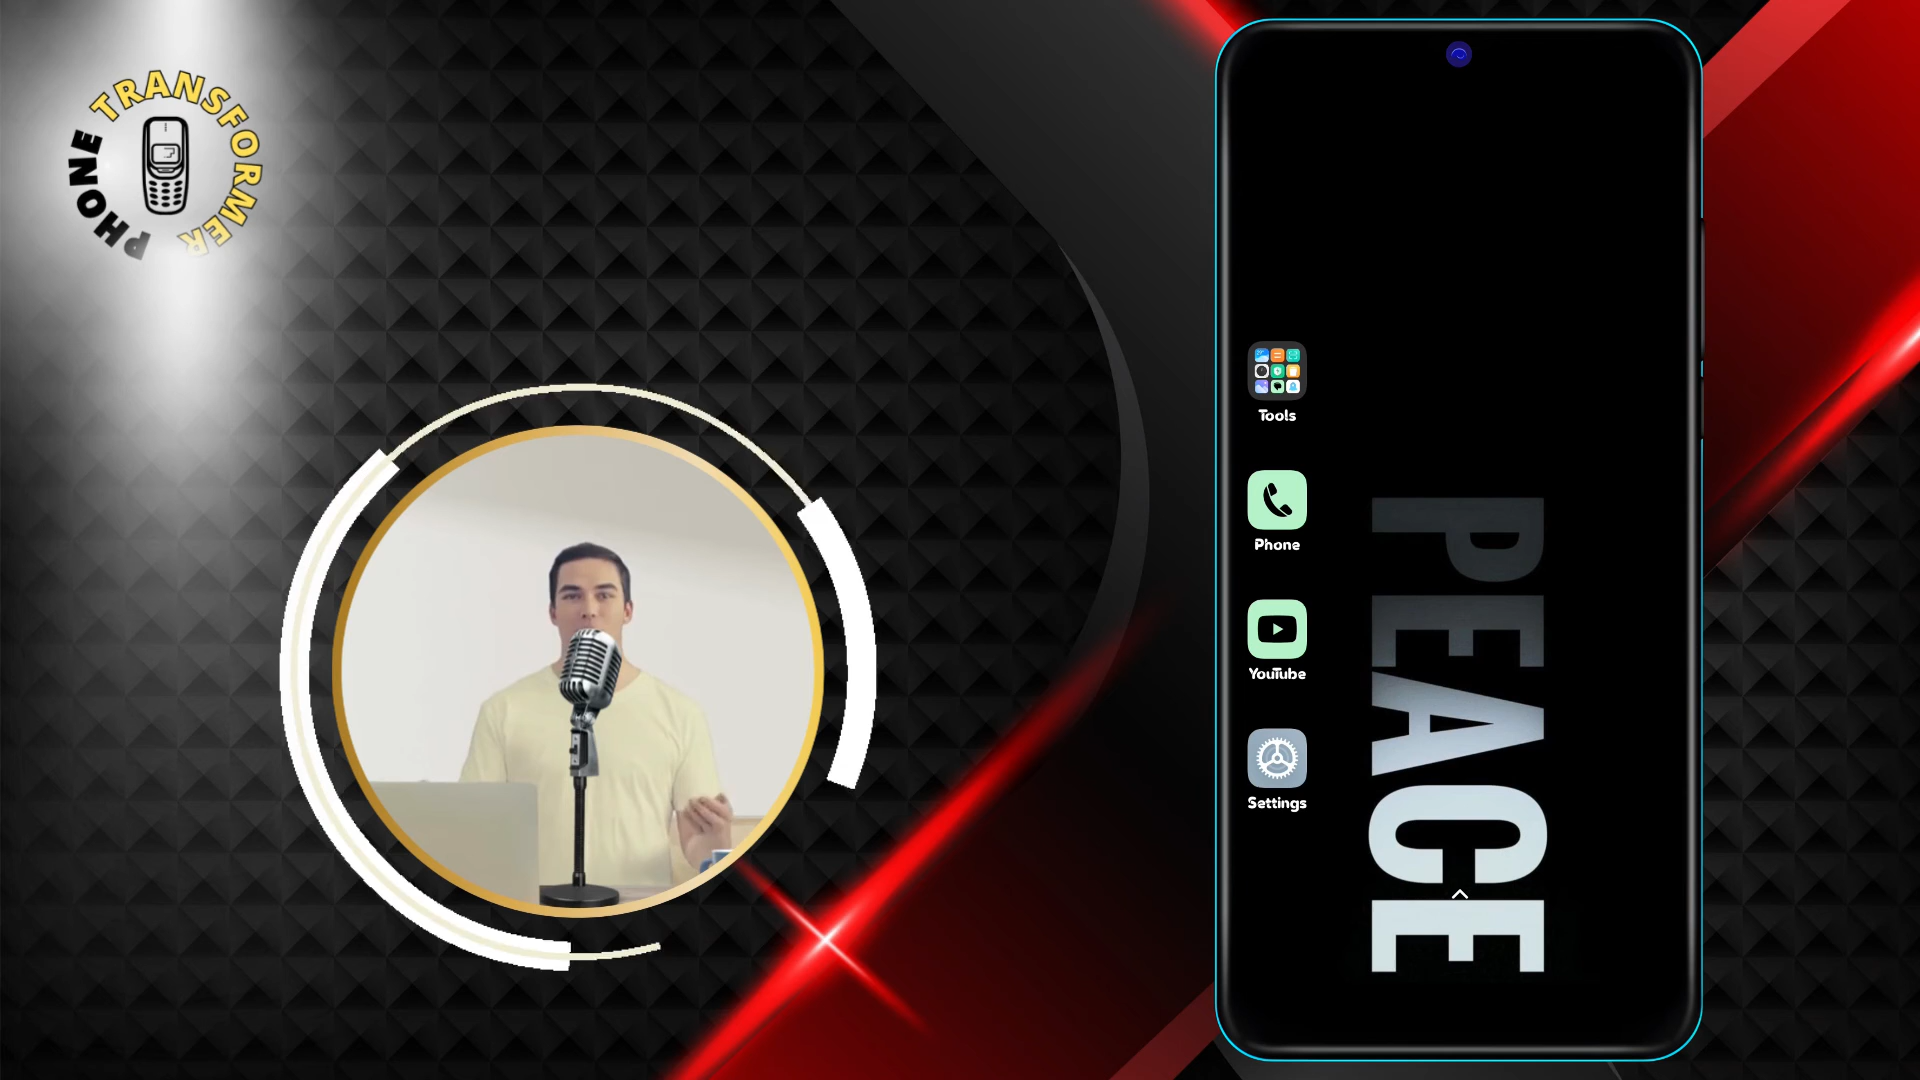 PHONE TRANSFORMER
Tools
Phone
YouTube
Settings
PEACE